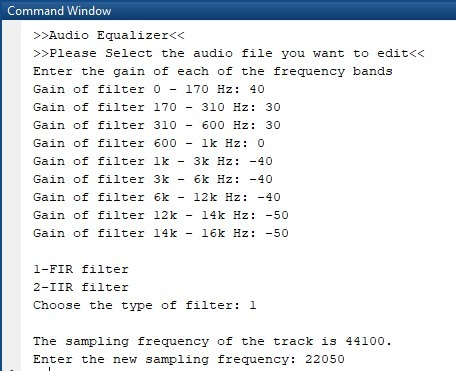 Command Window
>>Audio Equalizer<<
>>Please Select the audio file you want to edit<<
Enter the gain of each of the frequency bands
Gain of filter 0 - 170 Hz: 40
Gain of filter 170 - 310 Hz: 30
Gain of filter 310 - 600 Hz: 30
Gain of filter 600 - 1k Hz: 0
Gain of filter 1k - 3k Hz: -40
Gain of filter 3k - 6k Hz: -40
Gain of filter 6k - 12k Hz: -40
Gain of filter 12k - 14k Hz: -50
Gain of filter 14k - 16k Hz: -50
1-FIR filter
2-IIR filter
Choose the type of filter: 1
The sampling frequency of the track is 44100.
Enter the new sampling frequency: 22050